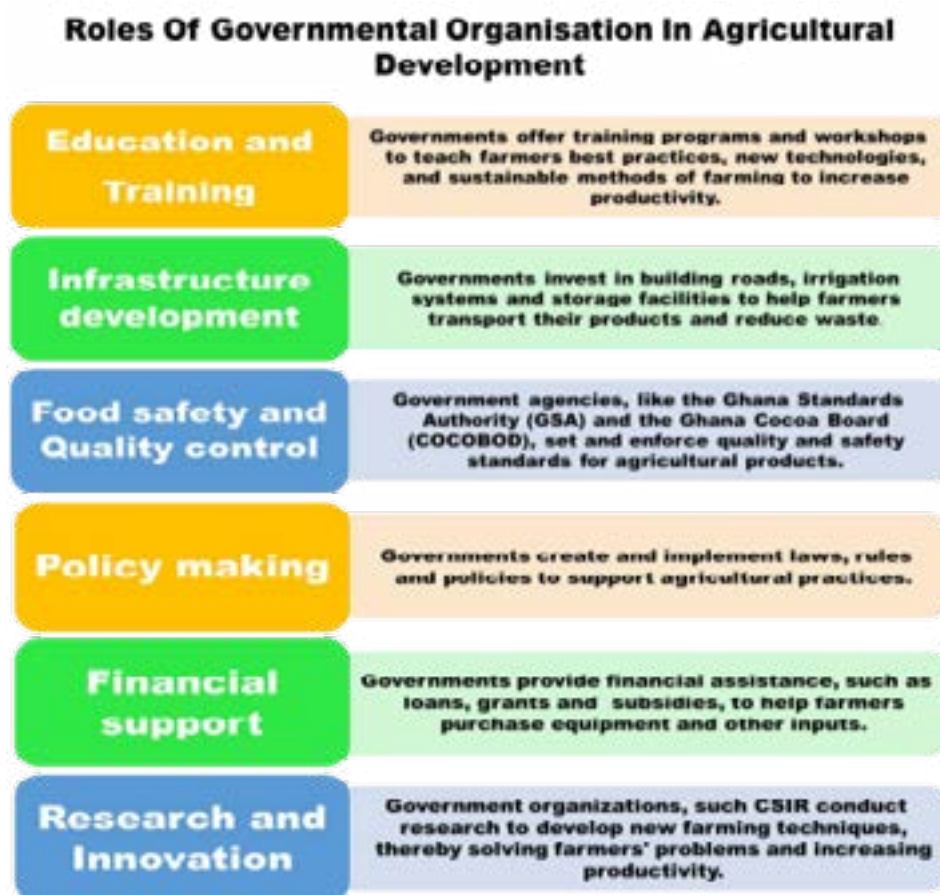 Roles Of Governmental Organisation In Agricultural
Development
Education and
Training
Governments offer training programs and workshops
to teach farmers best practices, new technologies,
and sustainable methods of farming to increase
productivity.
Infrastructure
development
Governments invest in building roads, irrigation
systems and storage facilities to help farmers
transport their products and reduce waste.
Food safety and
Quality control
Government agencies, like the Ghana Standards
Authority (GSA) and the Ghana Cocoa Board
(COCOBOD), set and enforce quality and safety
standards for agricultural products.
Policy making
Governments create and implement laws, rules
and policies to support agricultural practices.
Financial
support
Governments provide financial assistance, such as
loans, grants and subsidies, to help farmers
purchase equipment and other inputs.
Research and
Innovation
Government organizations, such CSIR conduct
research to develop new farming techniques,
thereby solving farmers' problems and increasing
productivity.